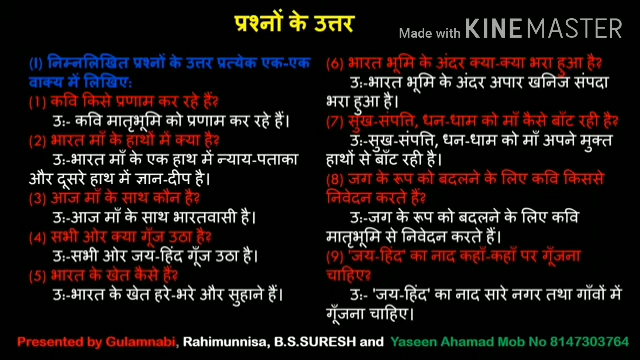 प्रश्नों के उत्तर
Made with KINEMASTER
(I) निम्नलिखित प्रश्नों के उत्तर प्रत्येक एक-एक
वाक्य में लिखिए:
(1) कवि किसे प्रणाम कर रहे हैं?
उ:- कवि मातृभूमि को प्रणाम कर रहे हैं।
(2) भारत माँ के हाथों में क्या है?
उ:-भारत माँ के एक हाथ में न्याय-पताका
और दूसरे हाथ में ज्ञान-दीप है।
(3) आज माँ के साथ कौन है?
उ:-आज माँ के साथ भारतवासी है।
(4) सभी ओर क्या गूँज उठा है?
उ:-सभी ओर जय-हिंद गूँज उठा है।
(5) भारत के खेत कैसे हैं?
उ:-भारत के खेत हरे-भरे और सुहाने हैं।
(6) भारत भूमि के अंदर क्या-क्या भरा हुआ है?
उ:-भारत भूमि के अंदर अपार खनिज संपदा
भरा हुआ है।
(7) सुख-संपत्ति, धन-धाम को माँ कैसे बाँट रही है?
उ:-सुख-संपत्ति, धन-धाम को माँ अपने मुक्त
हाथों से बाँट रही है।
(8) जग के रूप को बदलने के लिए कवि किससे
निवेदन करते हैं?
उ:-जग के रूप को बदलने के लिए कवि
मातृभूमि से निवेदन करते हैं।
(9) 'जय-हिंद' का नाद कहाँ-कहाँ पर गूँजना
चाहिए?
उ:- 'जय-हिंद' का नाद सारे नगर तथा गाँवों में
गूँजना चाहिए।
Presented by Gulamnabi, Rahimunnisa, B.S.SURESH and Yaseen Ahamad Mob No 8147303764